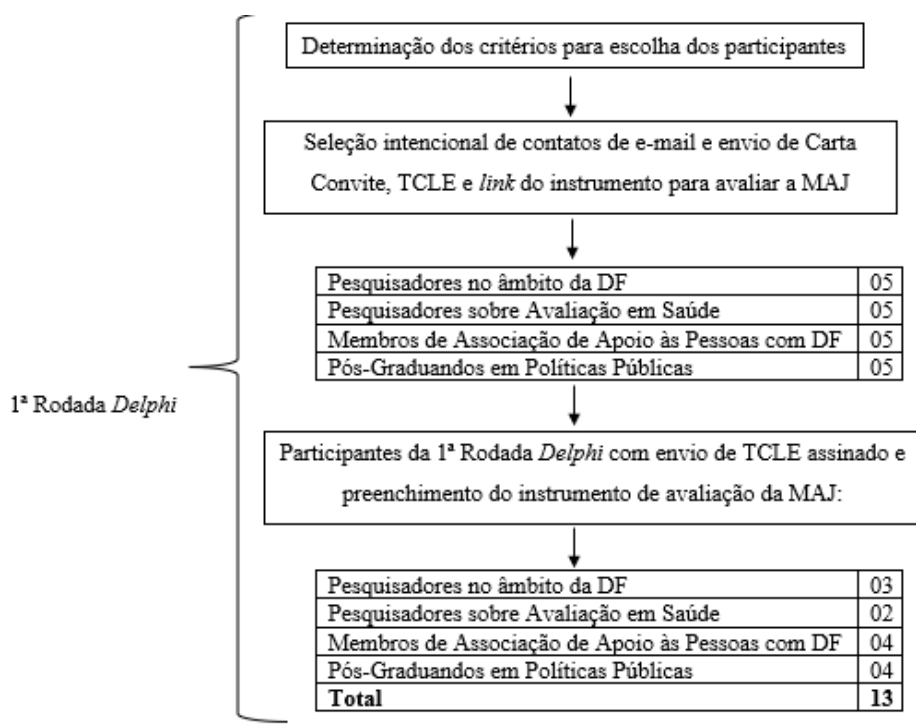 Determinação dos critérios para escolha dos participantes
Seleção intencional de contatos de e-mail e envio de Carta
Convite, TCLE e link do instrumento para avaliar a MAJ
Pesquisadores no âmbito da DF 05
Pesquisadores sobre Avaliação em Saúde 05
Membros de Associação de Apoio às Pessoas com DF 05
Pós-Graduandos em Políticas Públicas 05
1ª Rodada Delphi
Participantes da 1ª Rodada Delphi com envio de TCLE assinado e
preenchimento do instrumento de avaliação da MAJ:
Pesquisadores no âmbito da DF 03
Pesquisadores sobre Avaliação em Saúde 02
Membros de Associação de Apoio às Pessoas com DF 04
Pós-Graduandos em Políticas Públicas 04
Total 13